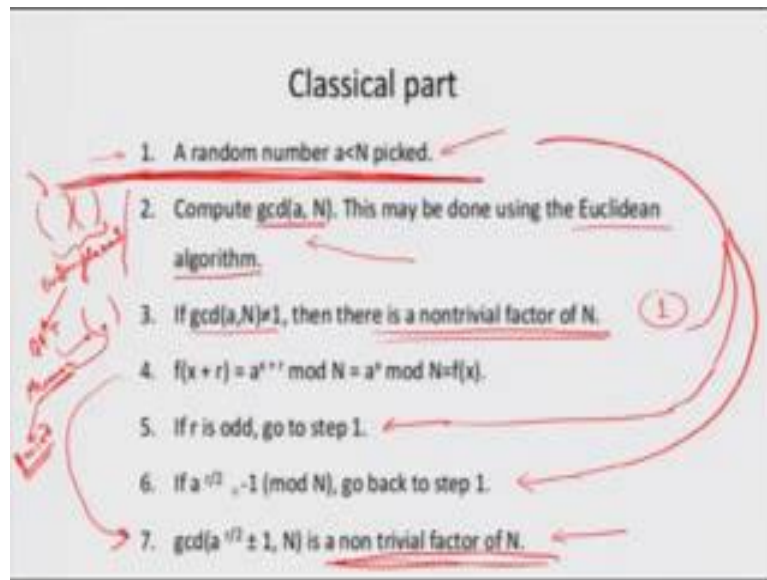 Classical part
1. A random number a<N picked.
2. Compute gcd(a, N). This may be done using the Euclidean
algorithm.
3. If gcd(a,N)≠1, then there is a nontrivial factor of N.
1
4. f(x + r) = aˣ⁺ʳ mod N = aˣ mod N=f(x).
5. If r is odd, go to step 1.
6. If a ʳ/² , -1 (mod N), go back to step 1.
7. gcd(a ʳ/² ± 1, N) is a non trivial factor of N.